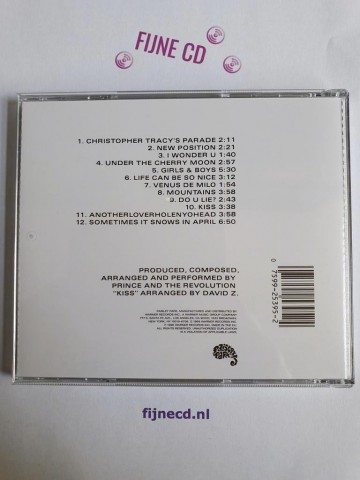 FIJNE CD
1. CHRISTOPHER TRACY'S PARADE 2:11
2. NEW POSITION 2:21
3. I WONDER U 1:40
4. UNDER THE CHERRY MOON 2:57
5. GIRLS & BOYS 5:30
6. LIFE CAN BE SO NICE 3:12
7. VENUS DE MILO 1:54
8. MOUNTAINS 3:58
9. DO U LIE? 2:43
10. KISS 3:38
11. ANOTHERLOVERHOLENYOHEAD 3:58
12. SOMETIMES IT SNOWS IN APRIL 6:50
PRODUCED, COMPOSED,
ARRANGED AND PERFORMED BY
PRINCE AND THE REVOLUTION
"KISS" ARRANGED BY DAVID Z.
0 7599-25395-2
fijnecd.nl